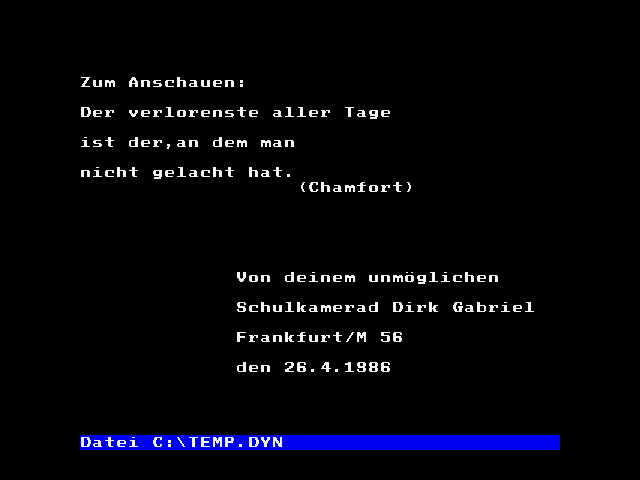 Zum Anschauen:
Der verlorenste aller Tage
ist der,an dem man
nicht gelacht hat.
(Chamfort)
Von deinem unmöglichen
Schulkamerad Dirk Gabriel
Frankfurt/M 56
den 26.4.1986
Datei C:\TEMP.DYN